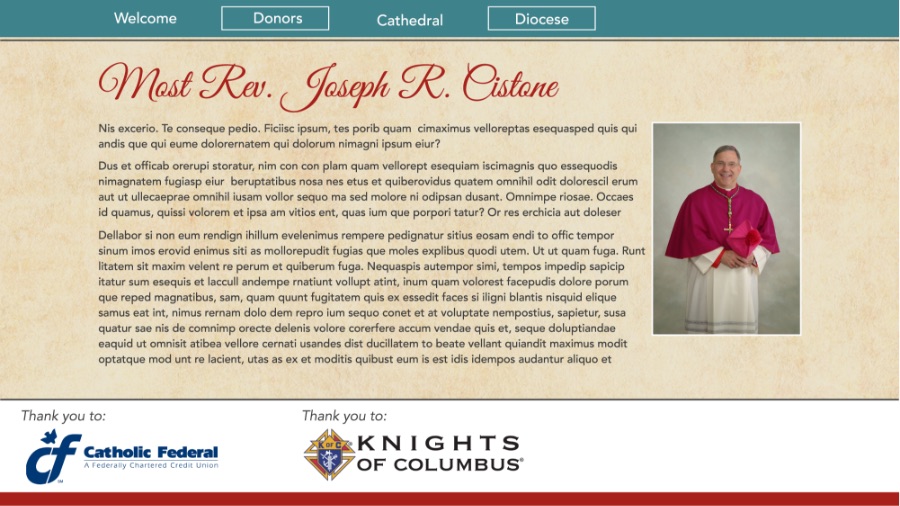 Welcome
Donors
Cathedral
Diocese
Most Rev. Joseph R. Cistone
Nis excerio. Te conseque pedio. Ficiisc ipsum, tes porib quam cimaximus velloreptas esequasped quis qui
andis que qui eume dolorernatem qui dolorum nimagni ipsum eiur?
Dus et officab orerupi storatur, nim con con plam quam vellorept esequiam iscimagnis quo essequodis
nimagnatem fugiasp eiur beruptatibus nosa nes etus et quiberovidus quatem omnihil odit dolorescil erum
aut ut ullecaeprae omnihil iusam vollor sequo ma sed molore ni odipsan dusant. Omnimpe riosae. Occaes
id quamus, quissi volorem et ipsa am vitios ent, quas ium que porpori tatur? Or res erchicia aut doleser
Dellabor si non eum rendign ihillum evelenimus rempere pedignatur sitius eosam endi to offic tempor
sinum imos erovid enimus siti as mollorepudit fugias que moles explibus quodi utem. Ut ut quam fuga. Runt
litatem sit maxim velent re perum et quiberum fuga. Nequaspis autempor simi, tempos impedip sapicip
itatur sum esequis et laccull andempe rnatiunt vollupt atint, inum quam volorest facepudis dolore porum
que reped magnatibus, sam, quam quunt fugitatem quis ex essedit faces si iligni blantis nisquid elique
samus eat int, nimus rernam dolo dem repro ium sequo conet et at voluptate nempostius, sapietur, susa
quatur sae nis de comnimp orecte delenis volore corerfere accum vendae quis et, seque doluptiandae
eaquid ut omnisit atibea vellore cernati usandes dist ducillatem to beate vellant quiandit maximus modit
optatque mod unt re lacient, utas as ex et moditis quibust eum is est idis idempos audantur aliquo et
Thank you to:
Thank you to:
cf Catholic Federal
A Federally Chartered Credit Union
K of C
KNIGHTS
OF COLUMBUS®